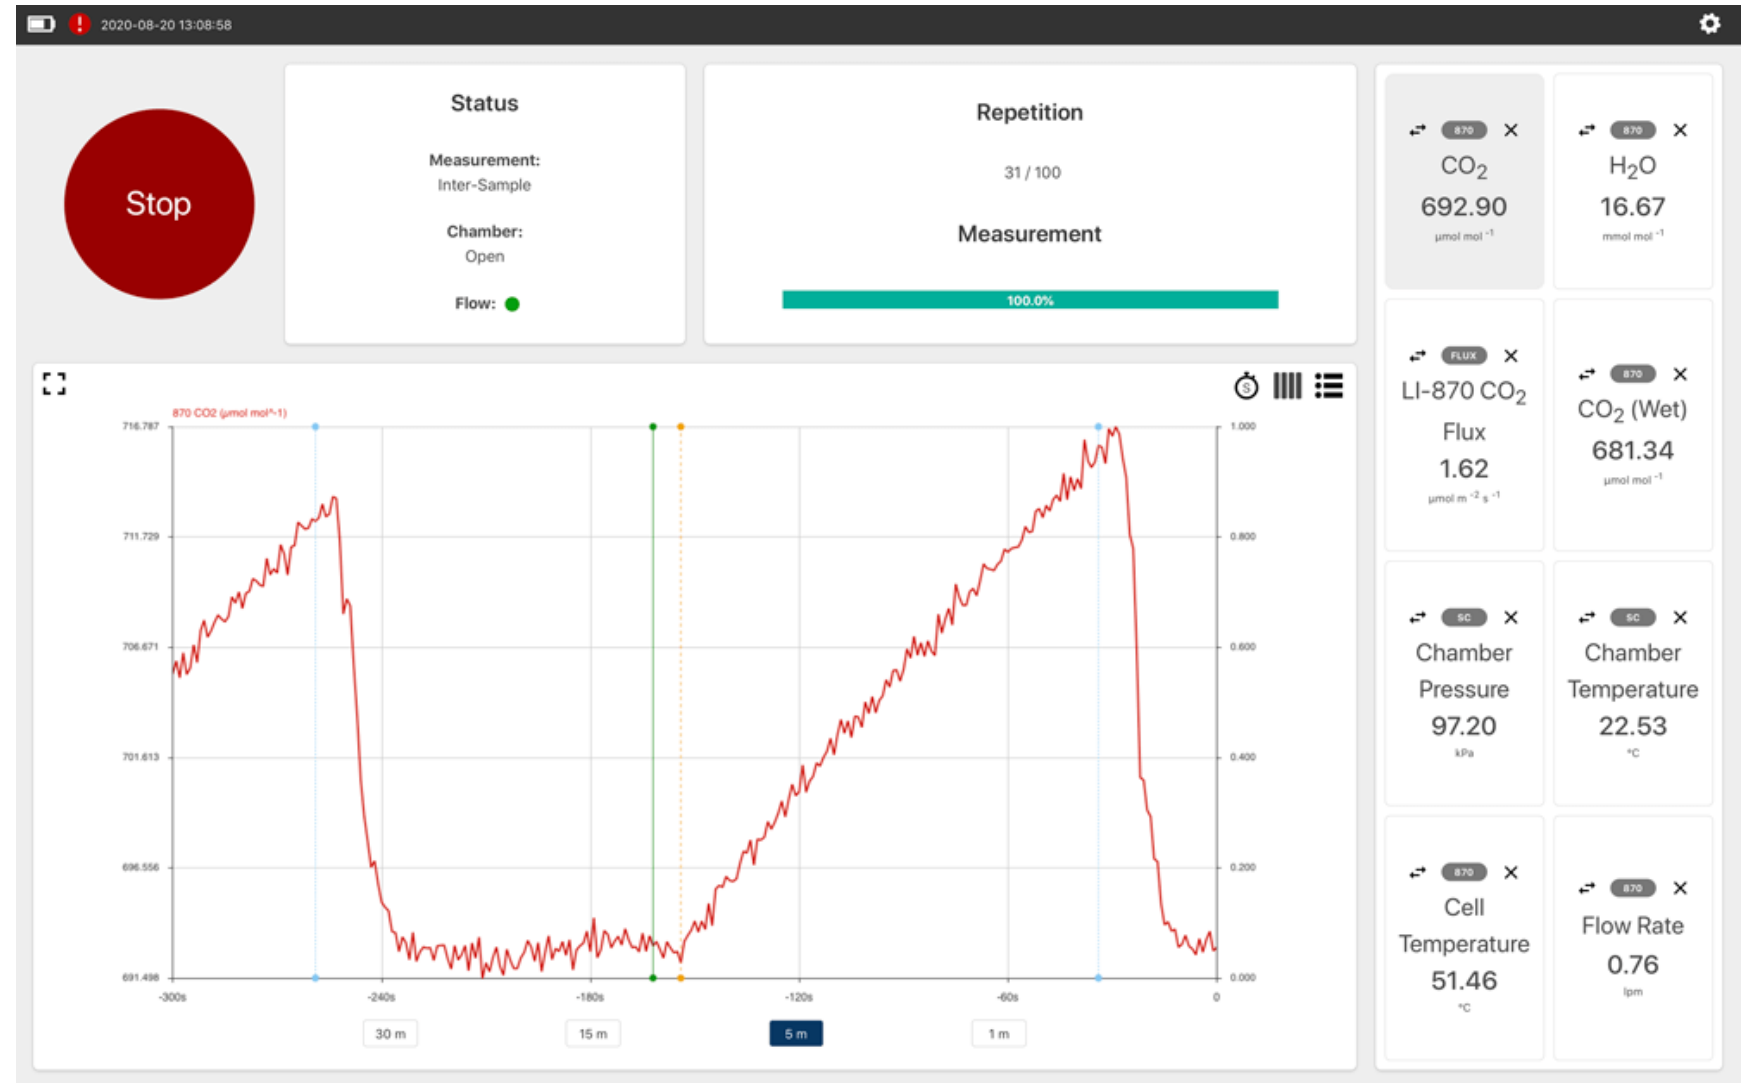 2020-08-20 13:08:58
Stop
Status
Measurement:
Inter-Sample
Chamber:
Open
Flow:
Repetition
31 / 100
Measurement
100.0%
870
CO₂
692.90
µmol mol ⁻¹
870
H₂O
16.67
mmol mol ⁻¹
FLUX
LI-870 CO₂
Flux
1.62
µmol m ⁻² s ⁻¹
870
CO₂ (Wet)
681.34
µmol mol ⁻¹
SC
Chamber
Pressure
97.20
kPa
SC
Chamber
Temperature
22.53
°C
870
Cell
Temperature
51.46
°C
870
Flow Rate
0.76
lpm
S
870 CO2 (µmol mol^-1)
716.787
711.729
706.671
701.613
696.556
691.498
1.000
0.800
0.600
0.400
0.200
0.000
-300s
-240s
-180s
-120s
-60s
0
30 m
15 m
5 m
1 m